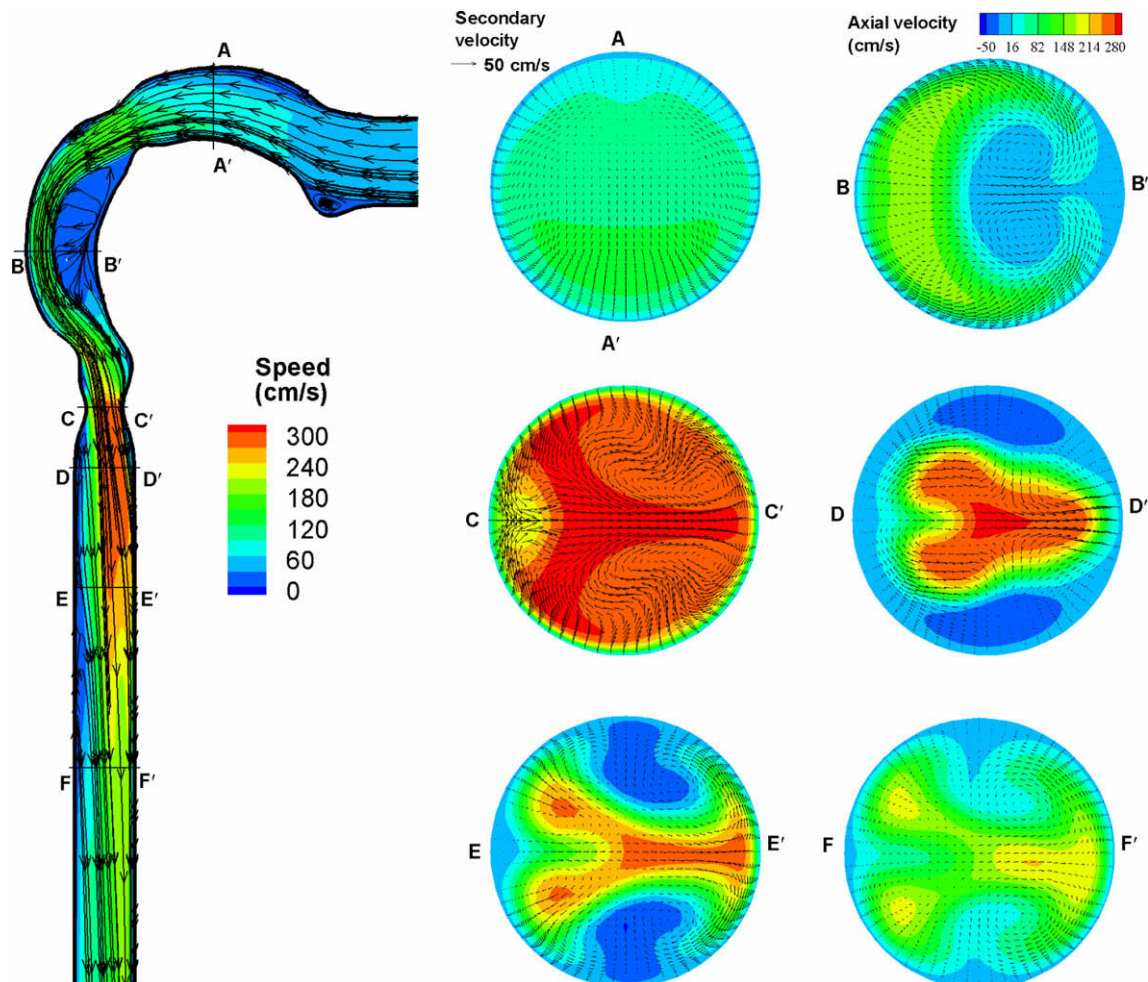 Secondary
velocity
50 cm/s
A
Axial velocity
(cm/s)
-50 16 82 148 214 280
A
A'
B B'
C C'
D D'
E E'
F F'
Speed
(cm/s)
300
240
180
120
60
0
A'
B B'
C C'
D D'
E E'
F F'